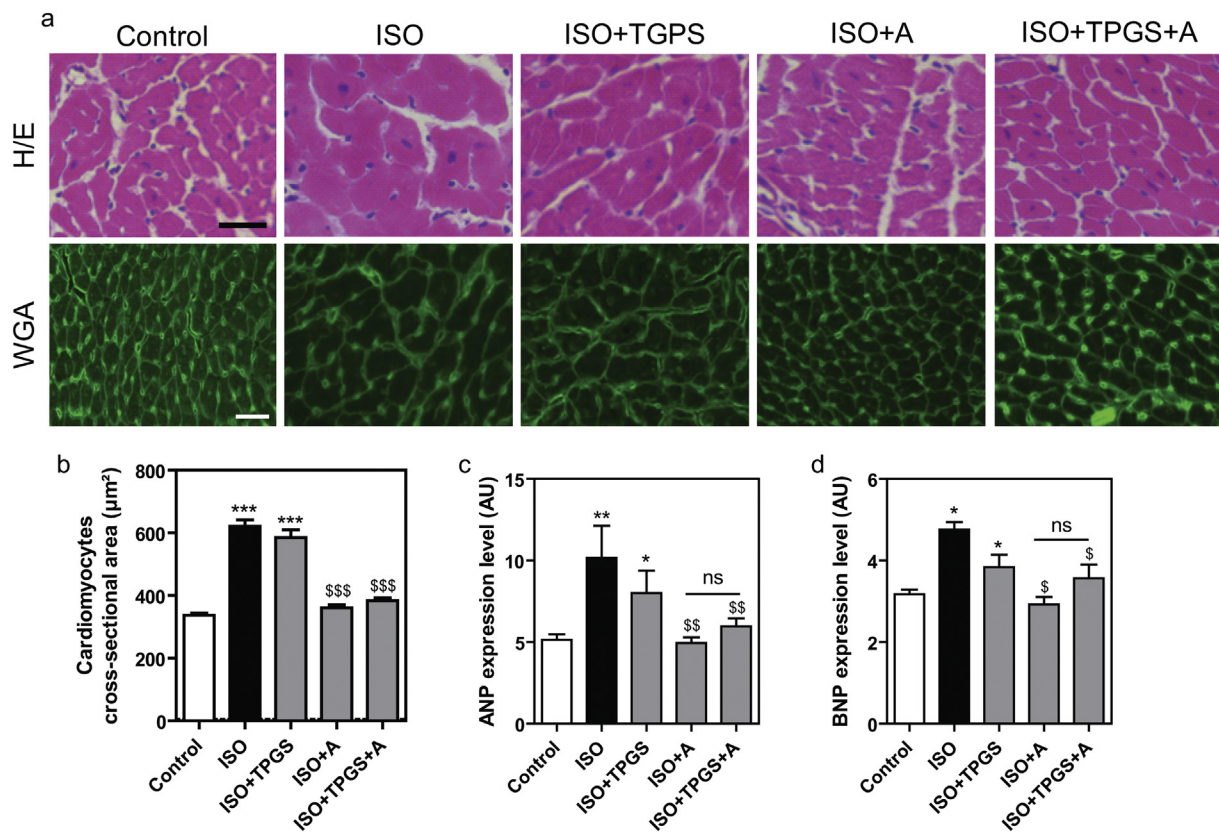 a
Control ISO ISO+TGPS ISO+A ISO+TPGS+A
H/E
WGA
b
Cardiomyocytes
cross-sectional area (µm²)
800
600
400
200
0
***
***
$$$
$$$
Control
ISO
ISO+TPGS
ISO+A
ISO+TPGS+A
c
ANP expression level (AU)
15
10
5
0
**
*
ns
$$
$$
Control
ISO
ISO+TPGS
ISO+A
ISO+TPGS+A
d
BNP expression level (AU)
6
4
2
0
*
*
ns
$
$
Control
ISO
ISO+TPGS
ISO+A
ISO+TPGS+A